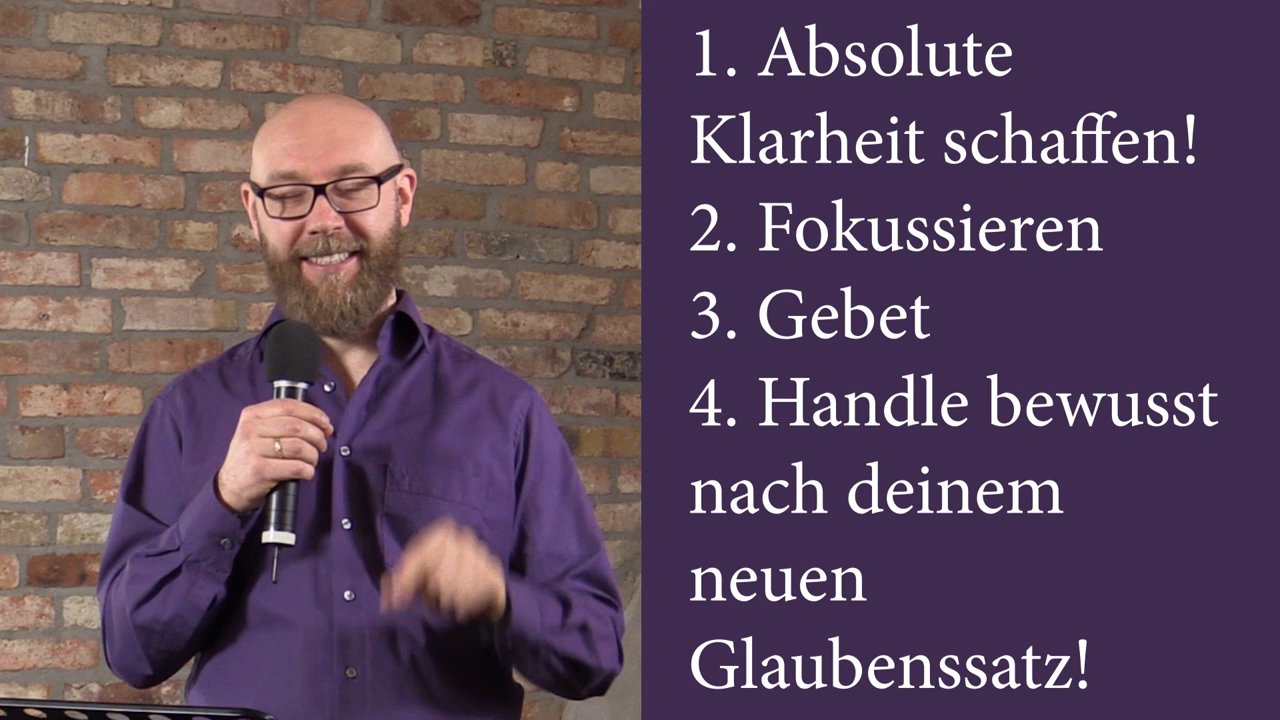 1. Absolute
Klarheit schaffen!
2. Fokussieren
3. Gebet
4. Handle bewusst
nach deinem
neuen
Glaubenssatz!